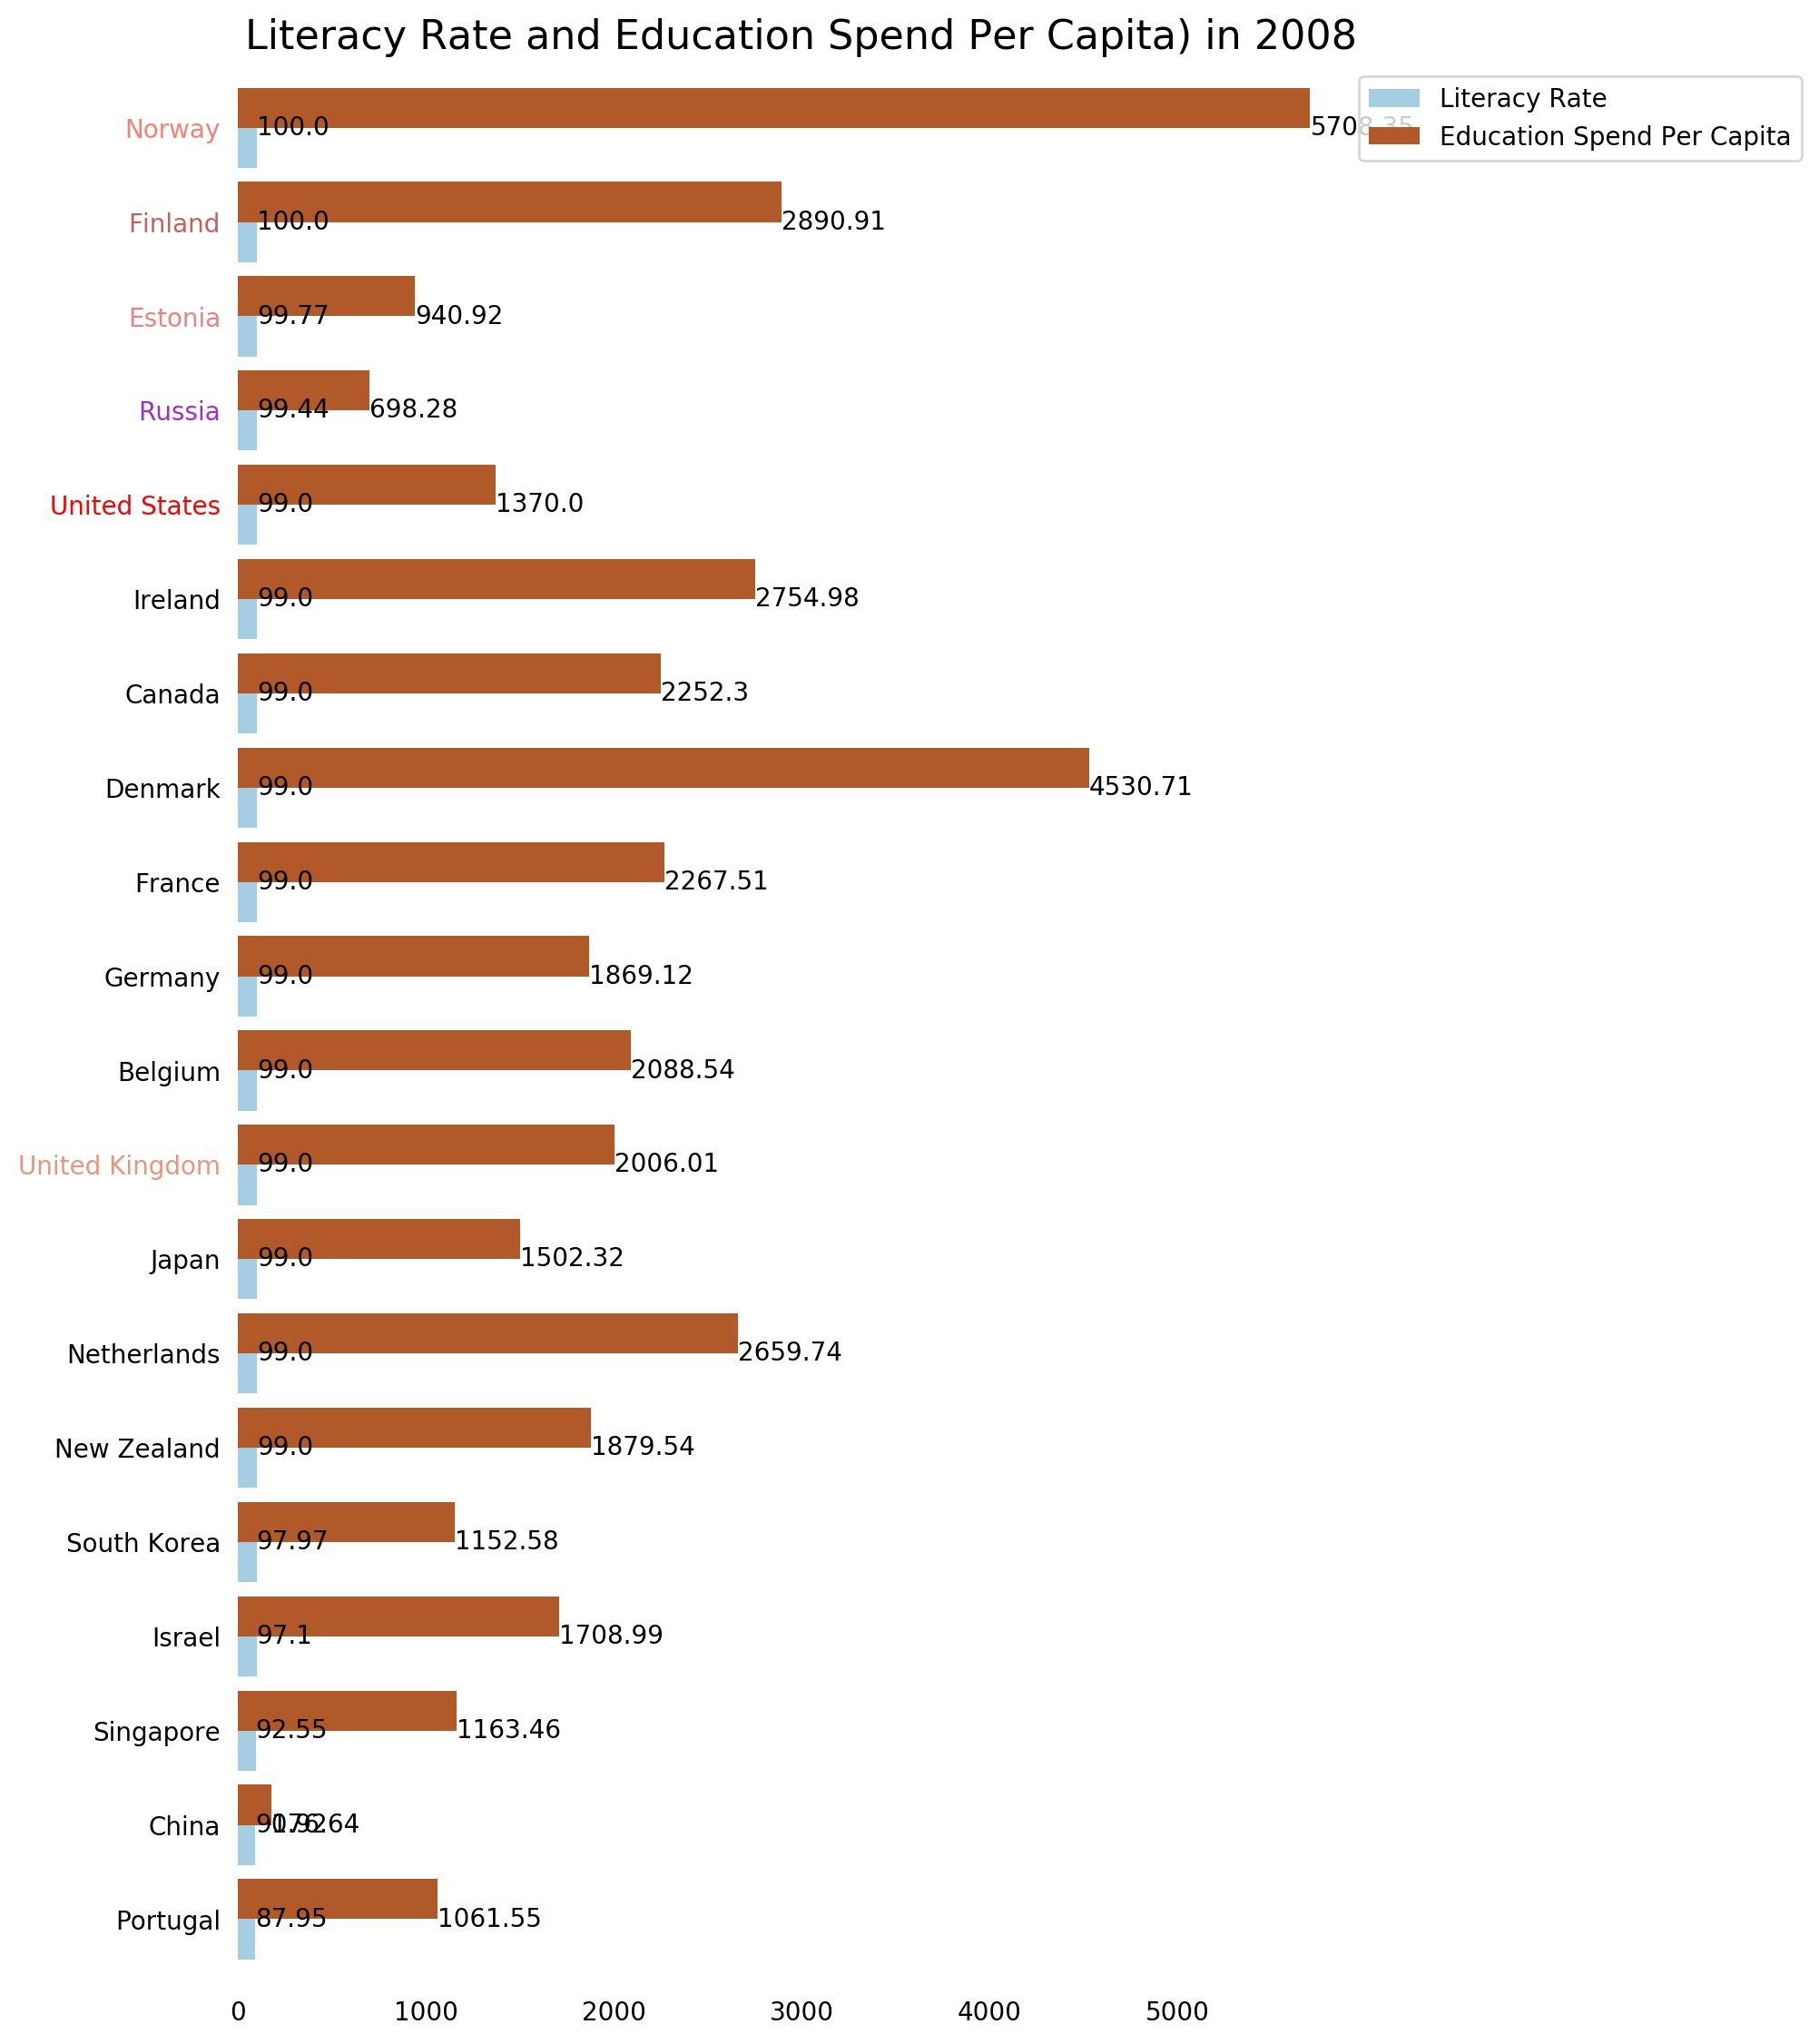 Literacy Rate and Education Spend Per Capita) in 2008
Literacy Rate
Education Spend Per Capita
Norway 100.0 5708.35
Finland 100.0 2890.91
Estonia 99.77 940.92
Russia 99.44 698.28
United States 99.0 1370.0
Ireland 99.0 2754.98
Canada 99.0 2252.3
Denmark 99.0 4530.71
France 99.0 2267.51
Germany 99.0 1869.12
Belgium 99.0 2088.54
United Kingdom 99.0 2006.01
Japan 99.0 1502.32
Netherlands 99.0 2659.74
New Zealand 99.0 1879.54
South Korea 97.97 1152.58
Israel 97.1 1708.99
Singapore 92.55 1163.46
China
Portugal 87.95 1061.55
0 1000 2000 3000 4000 5000